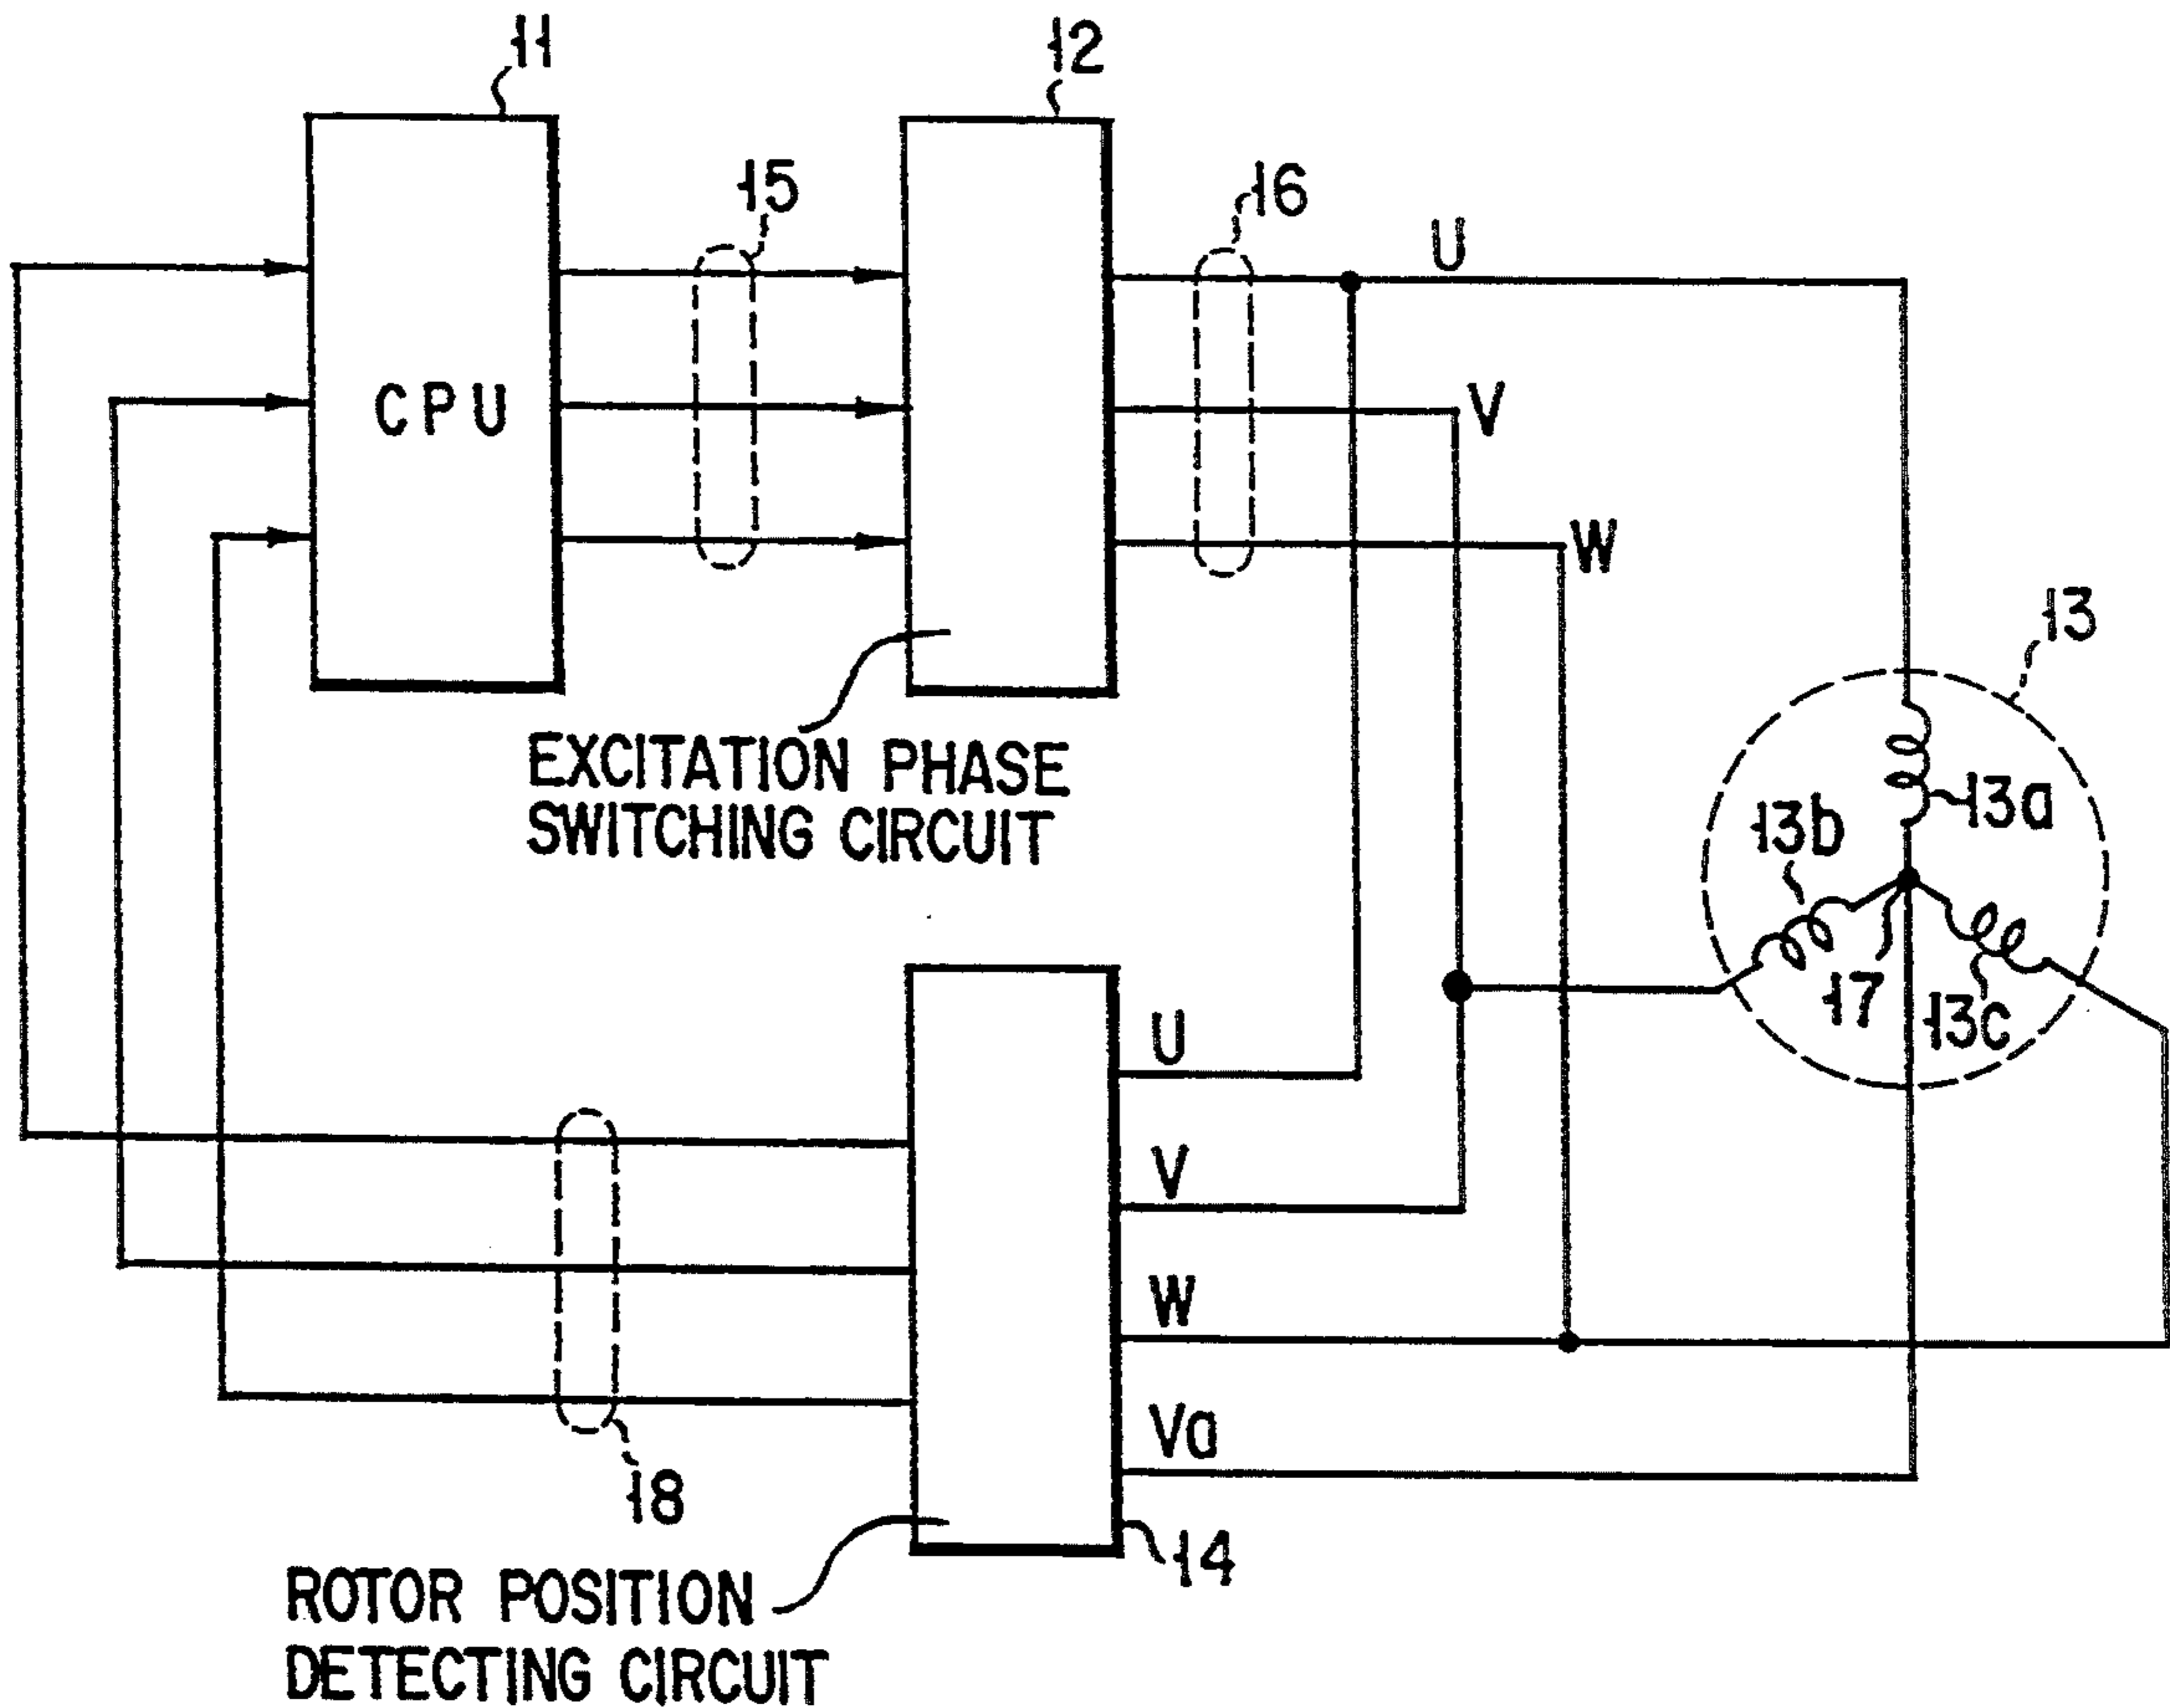 11
12
15
16
U
CPU
V
W
13
EXCITATION PHASE
SWITCHING CIRCUIT
13a
13b
17
13c
U
V
W
Va
18
14
ROTOR POSITION
DETECTING CIRCUIT